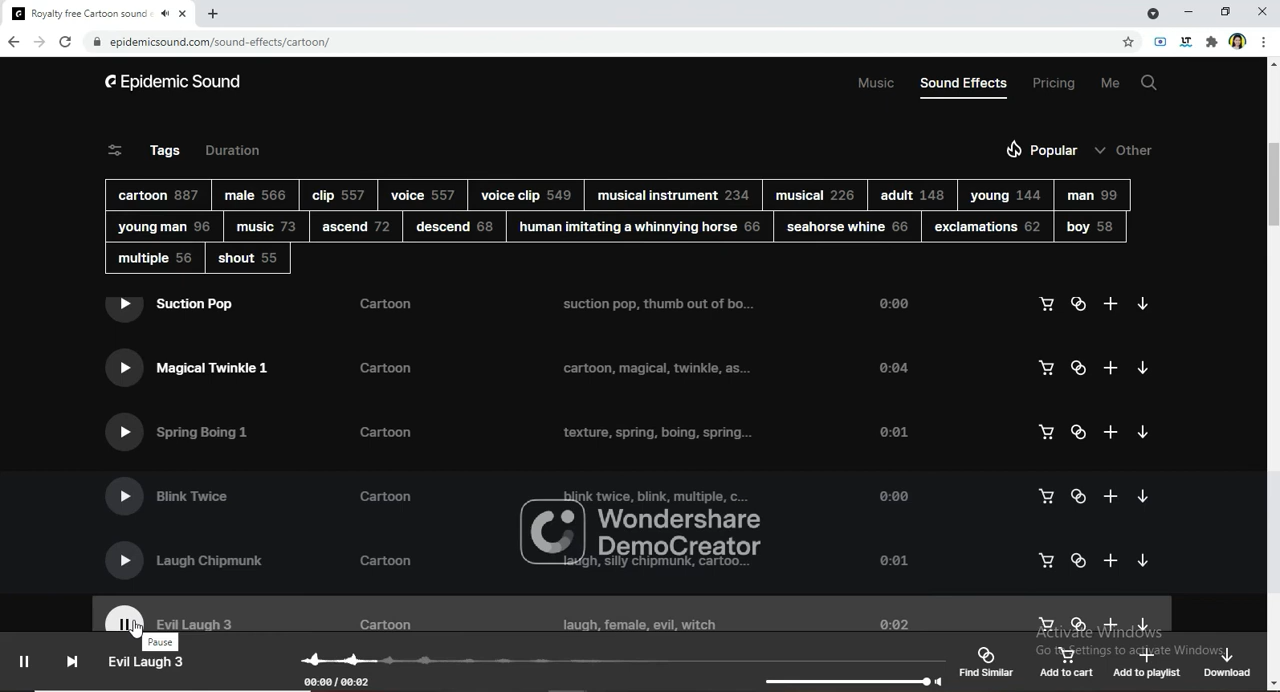 Royalty free Cartoon sound e
epidemicsound.com/sound-effects/cartoon/
Epidemic Sound
Music Sound Effects Pricing Me
Tags Duration Popular Other
cartoon 887 male 566 clip 557 voice 557 voice clip 549 musical instrument 234 musical 226 adult 148 young 144 man 99
young man 96 music 73 ascend 72 descend 68 human imitating a whinnying horse 66 seahorse whine 66 exclamations 62 boy 58
multiple 56 shout 55
Suction Pop Cartoon suction pop, thumb out of bo... 0:00
Magical Twinkle 1 Cartoon cartoon, magical, twinkle, as... 0:04
Spring Boing 1 Cartoon texture, spring, boing, spring... 0:01
Blink Twice Cartoon blink twice, blink, multiple, c... 0:00
Wondershare
DemoCreator
Laugh Chipmunk Cartoon laugh, silly chipmunk, cartoo... 0:01
Evil Laugh 3 Cartoon laugh, female, evil, witch 0:02
Pause
Activate Windows
Go to Settings to activate Windows.
Evil Laugh 3
00:00 / 00:02
Find Similar Add to cart Add to playlist Download